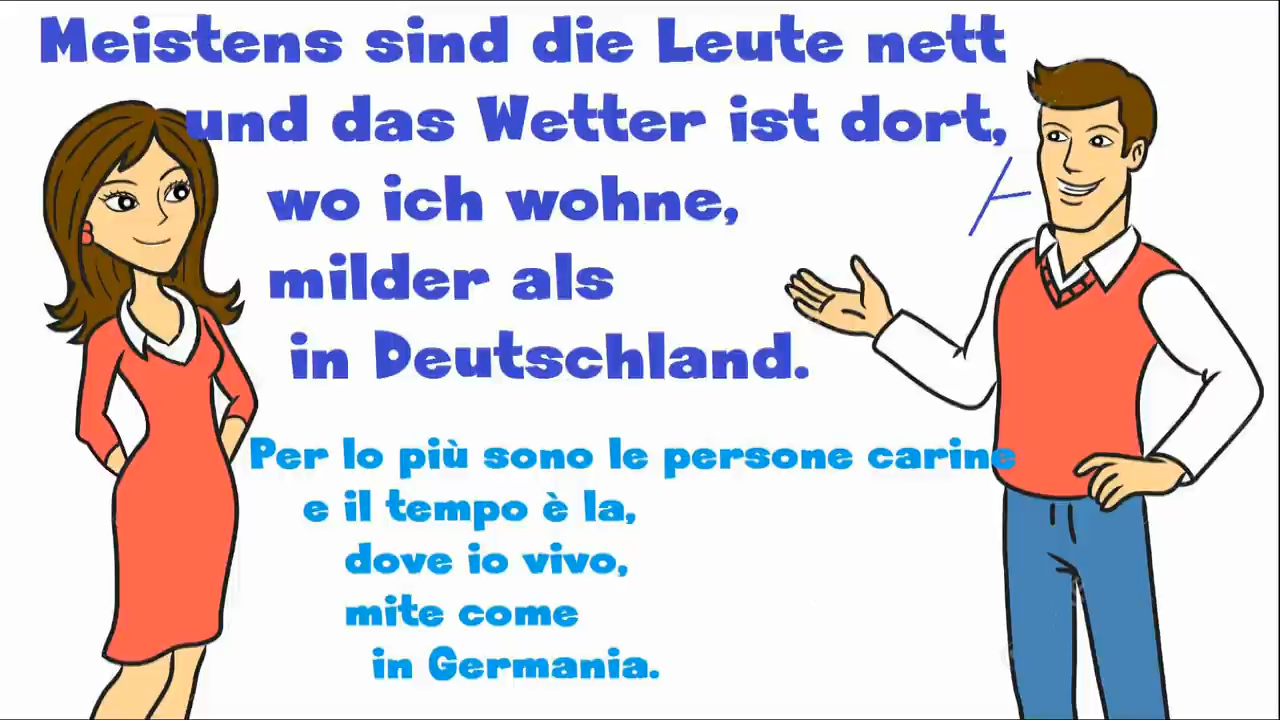 Meistens sind die Leute nett
und das Wetter ist dort,
wo ich wohne,
milder als
in Deutschland.
Per lo più sono le persone carine
e il tempo è la,
dove io vivo,
mite come
in Germania.